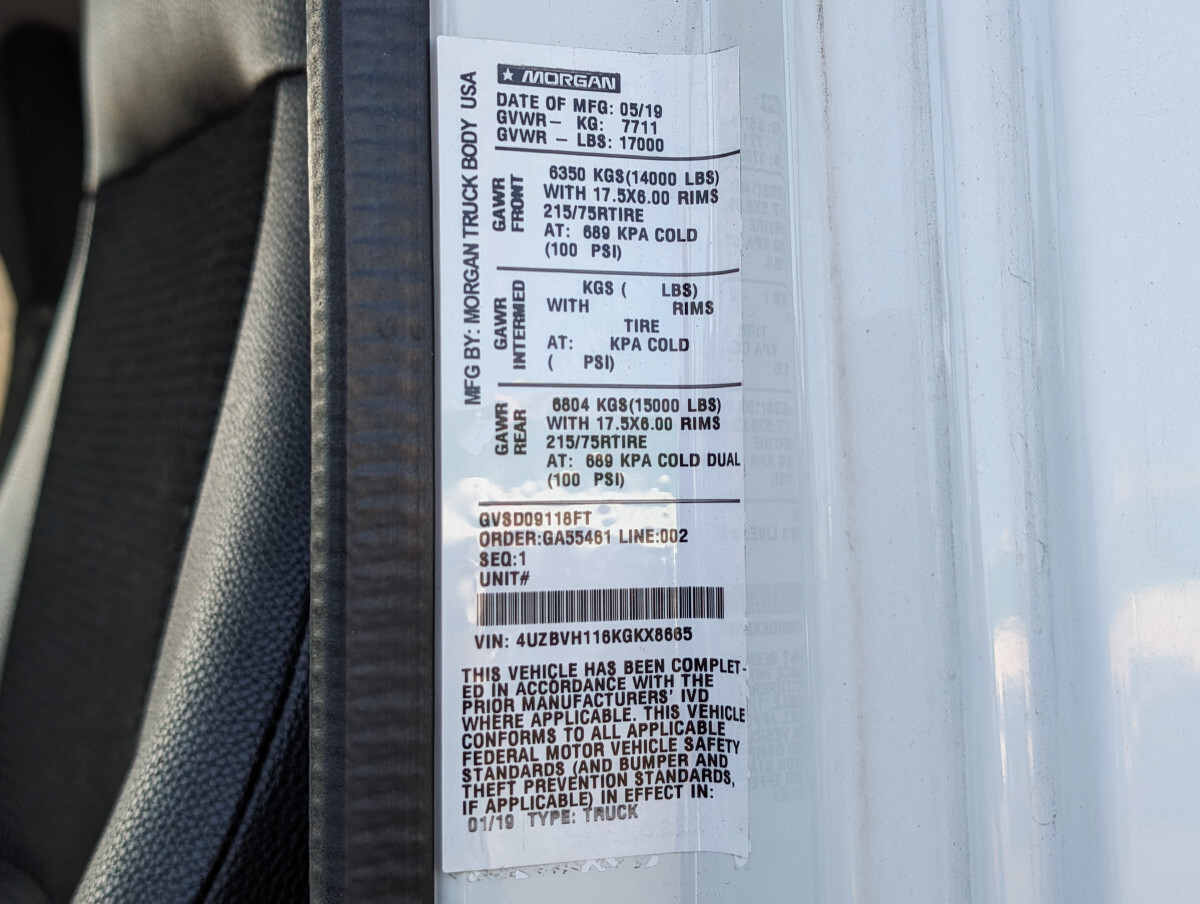 MORGAN
DATE OF MFG: 05/19
GVWR- KG: 7711
GVWR - LBS: 17000
MFG BY: MORGAN TRUCK BODY USA
GAWR
FRONT
6350 KGS(14000 LBS)
WITH 17.5X6.00 RIMS
215/75RTIRE
AT: 689 KPA COLD
(100 PSI)
GAWR
INTERMED
KGS ( LBS)
WITH RIMS
TIRE
AT: KPA COLD
( PSI)
GAWR
REAR
6804 KGS(15000 LBS)
WITH 17.5X6.00 RIMS
215/75RTIRE
AT: 689 KPA COLD DUAL
(100 PSI)
GVSD09118FT
ORDER:GA55461 LINE:002
SEQ:1
UNIT#
VIN: 4UZBVH116KGKX8665
THIS VEHICLE HAS BEEN COMPLET-
ED IN ACCORDANCE WITH THE
PRIOR MANUFACTURERS' IVD
WHERE APPLICABLE. THIS VEHICLE
CONFORMS TO ALL APPLICABLE
FEDERAL MOTOR VEHICLE SAFETY
STANDARDS (AND BUMPER AND
THEFT PREVENTION STANDARDS,
IF APPLICABLE) IN EFFECT IN:
01/19 TYPE: TRUCK